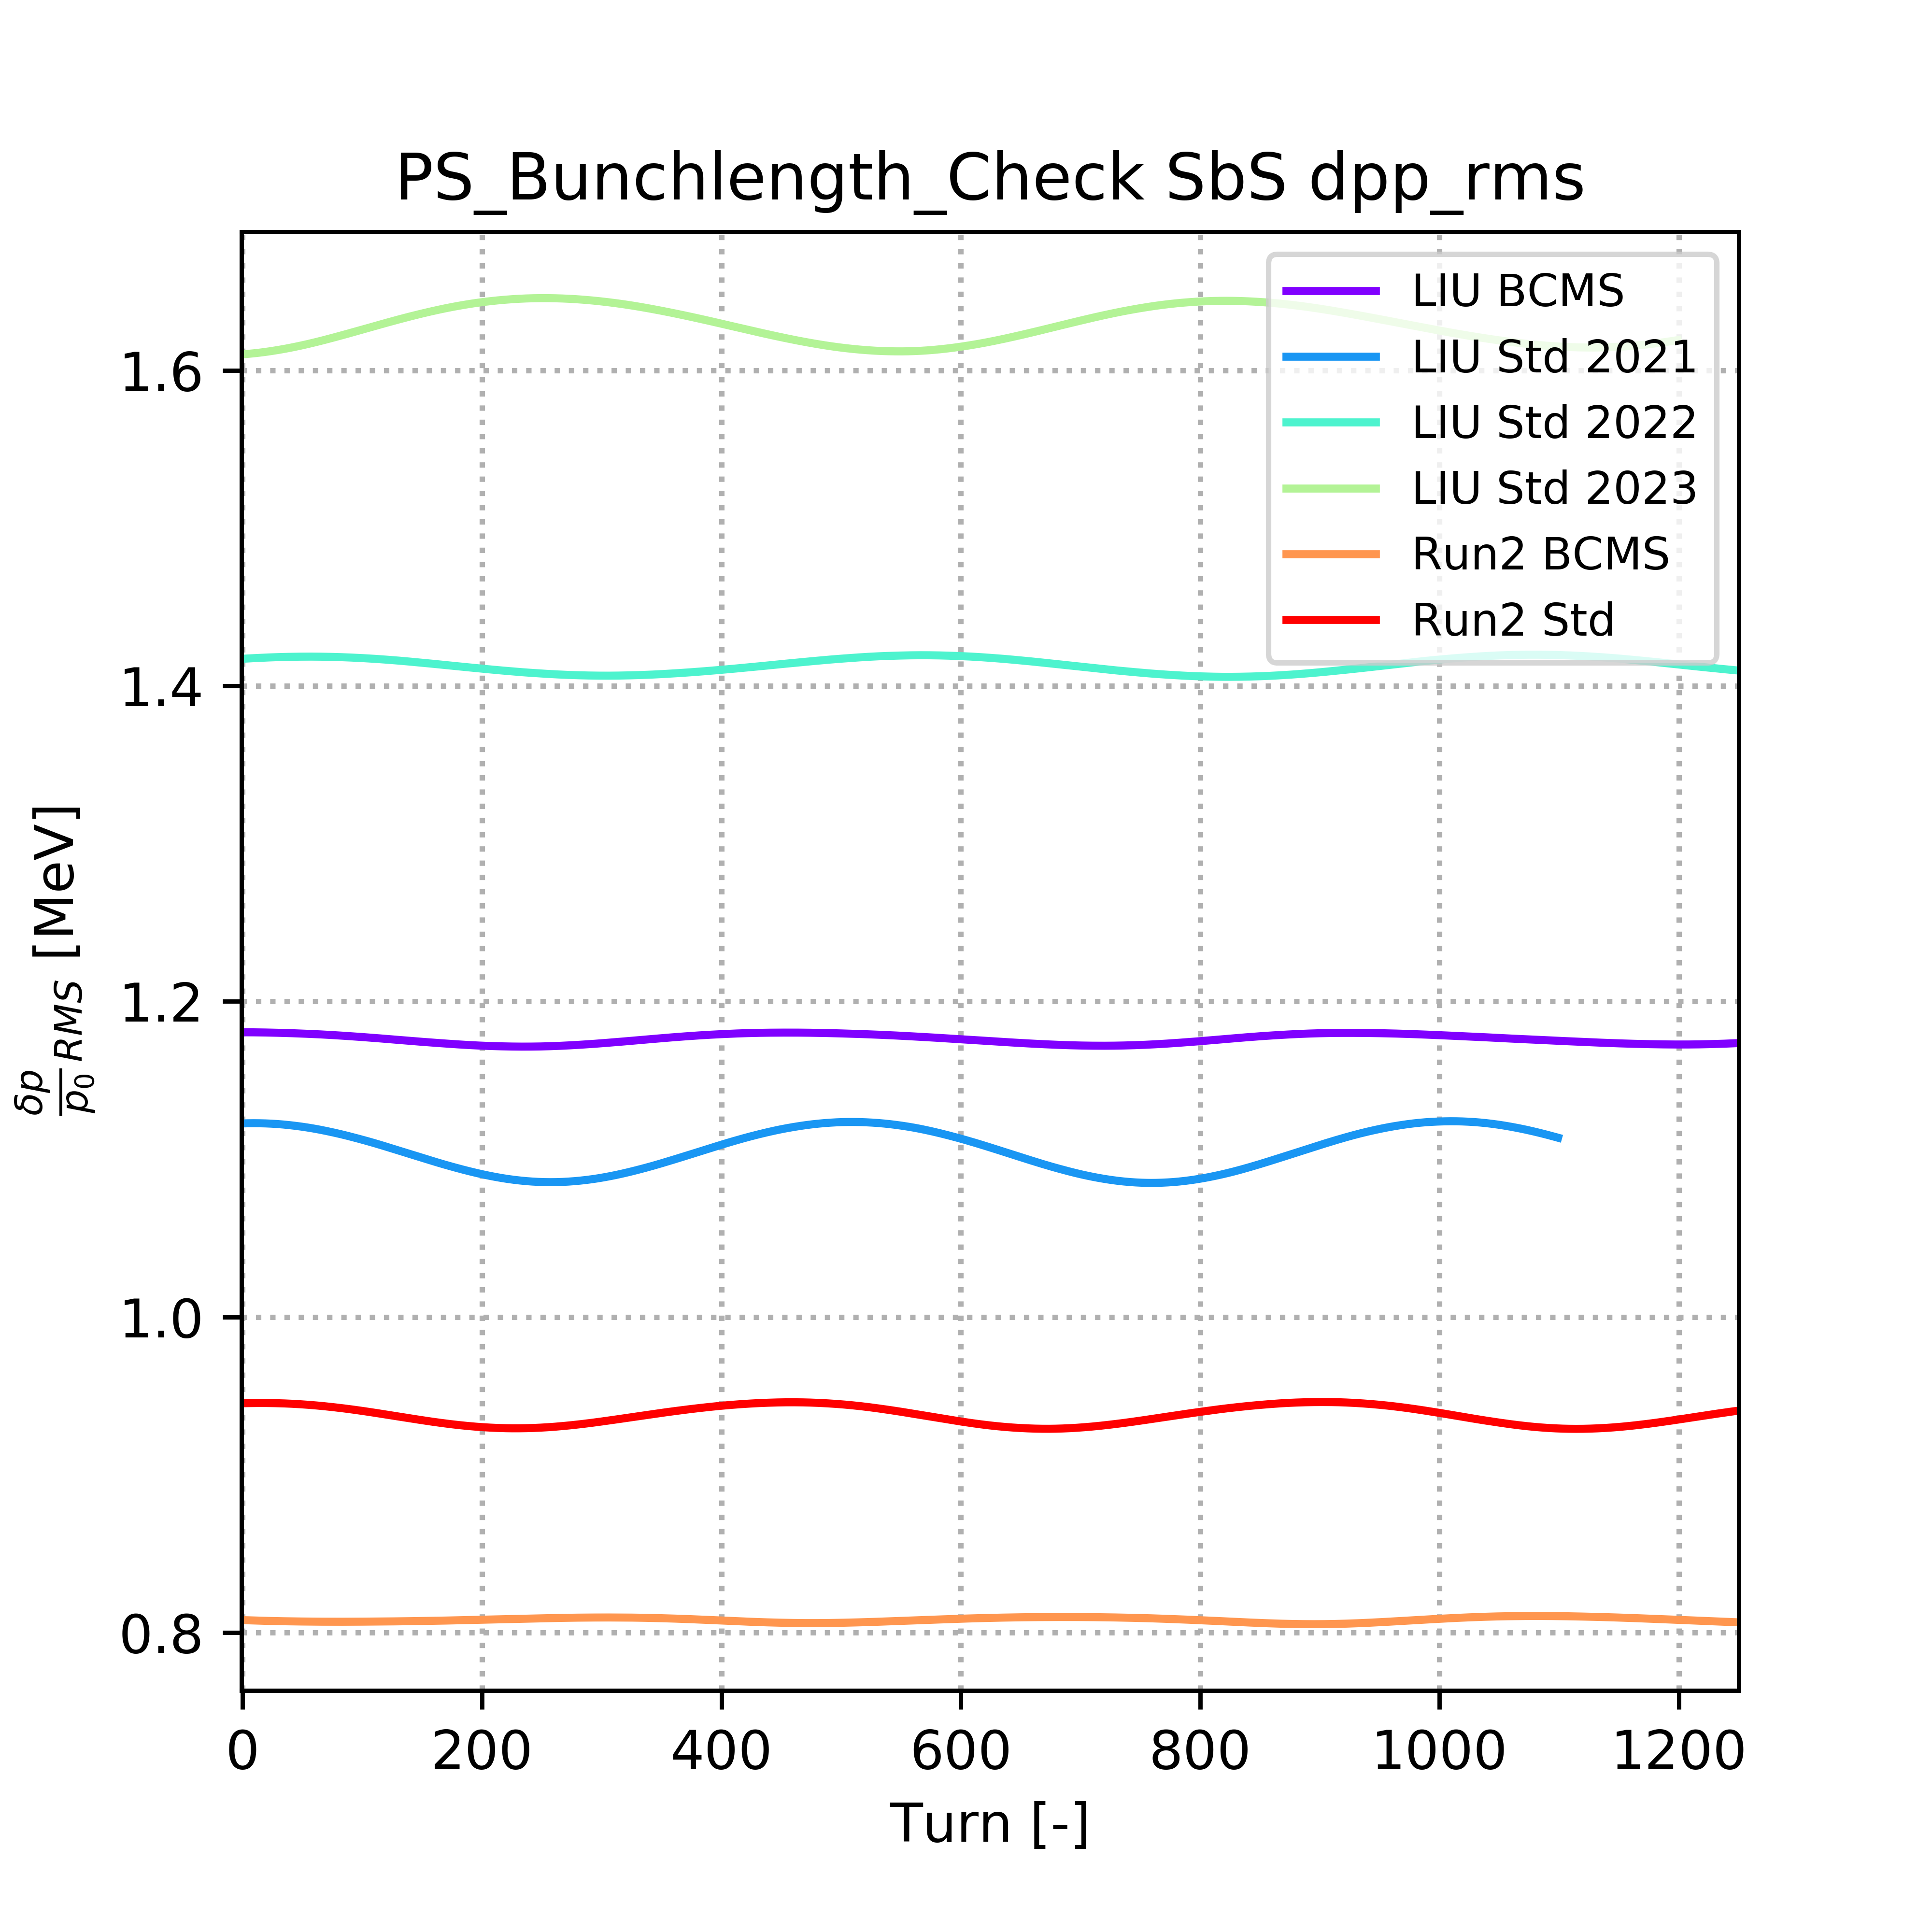 PS_Bunchlength_Check SbS dpp_rms
LIU BCMS
LIU Std 2021
LIU Std 2022
LIU Std 2023
Run2 BCMS
Run2 Std
1.6
1.4
1.2
1.0
0.8
δp/p₀ RMS [MeV]
0 200 400 600 800 1000 1200
Turn [-]